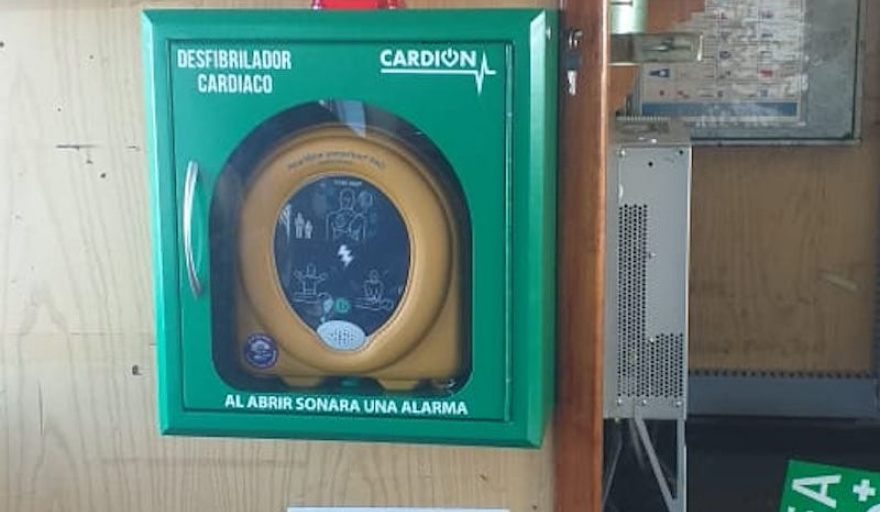 DESFIBRILADOR
CARDIACO
CARDION
AL ABRIR SONARA UNA ALARMA